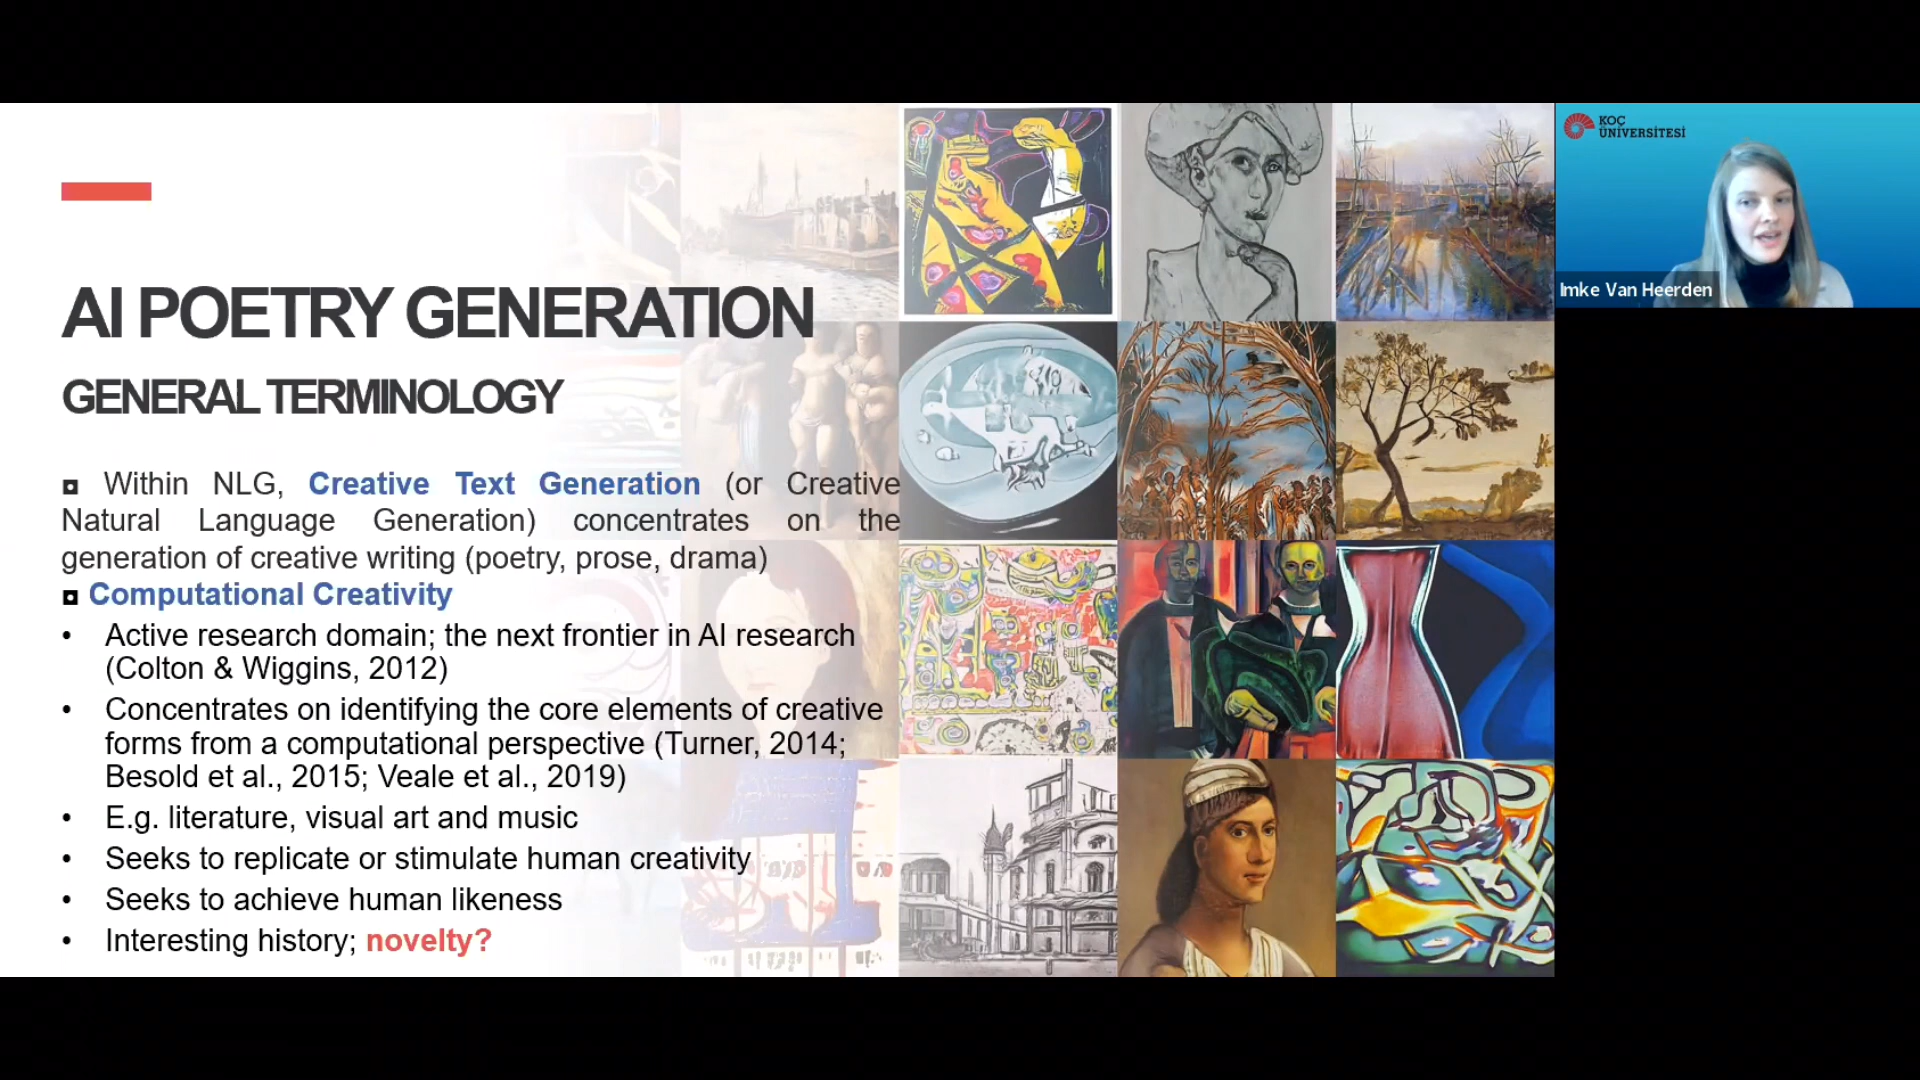 AI POETRY GENERATION
GENERAL TERMINOLOGY
Within NLG, Creative Text Generation (or Creative
Natural Language Generation) concentrates on the
generation of creative writing (poetry, prose, drama)
Computational Creativity
• Active research domain; the next frontier in AI research
(Colton & Wiggins, 2012)
• Concentrates on identifying the core elements of creative
forms from a computational perspective (Turner, 2014;
Besold et al., 2015; Veale et al., 2019)
• E.g. literature, visual art and music
• Seeks to replicate or stimulate human creativity
• Seeks to achieve human likeness
• Interesting history; novelty?
KOÇ
ÜNİVERSİTESİ
Imke Van Heerden